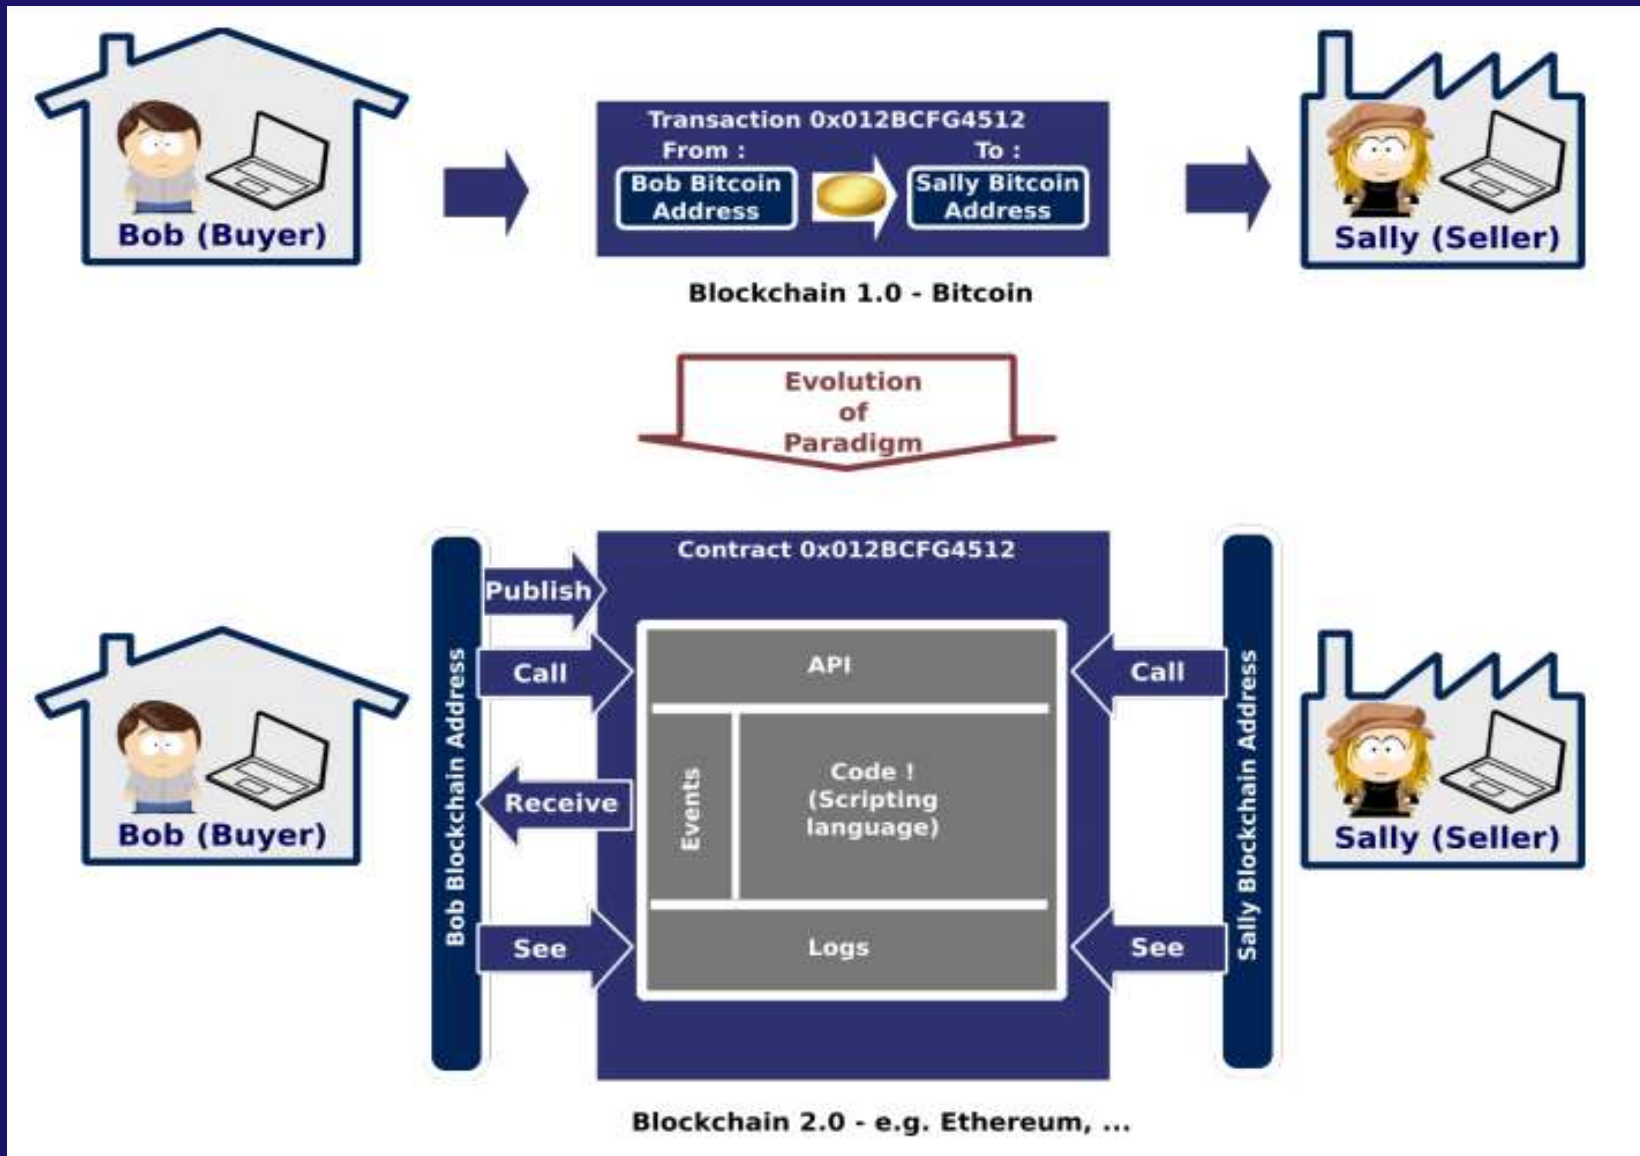 Transaction 0x012BCFG4512
From :
To :
Bob Bitcoin
Address
Sally Bitcoin
Address
Bob (Buyer)
Sally (Seller)
Blockchain 1.0 - Bitcoin
Evolution
of
Paradigm
Contract 0x012BCFG4512
Publish
Call
API
Call
Bob Blockchain Address
Sally Blockchain Address
Receive
Events
Code !
(Scripting
language)
Bob (Buyer)
Sally (Seller)
See
Logs
See
Blockchain 2.0 - e.g. Ethereum, ...